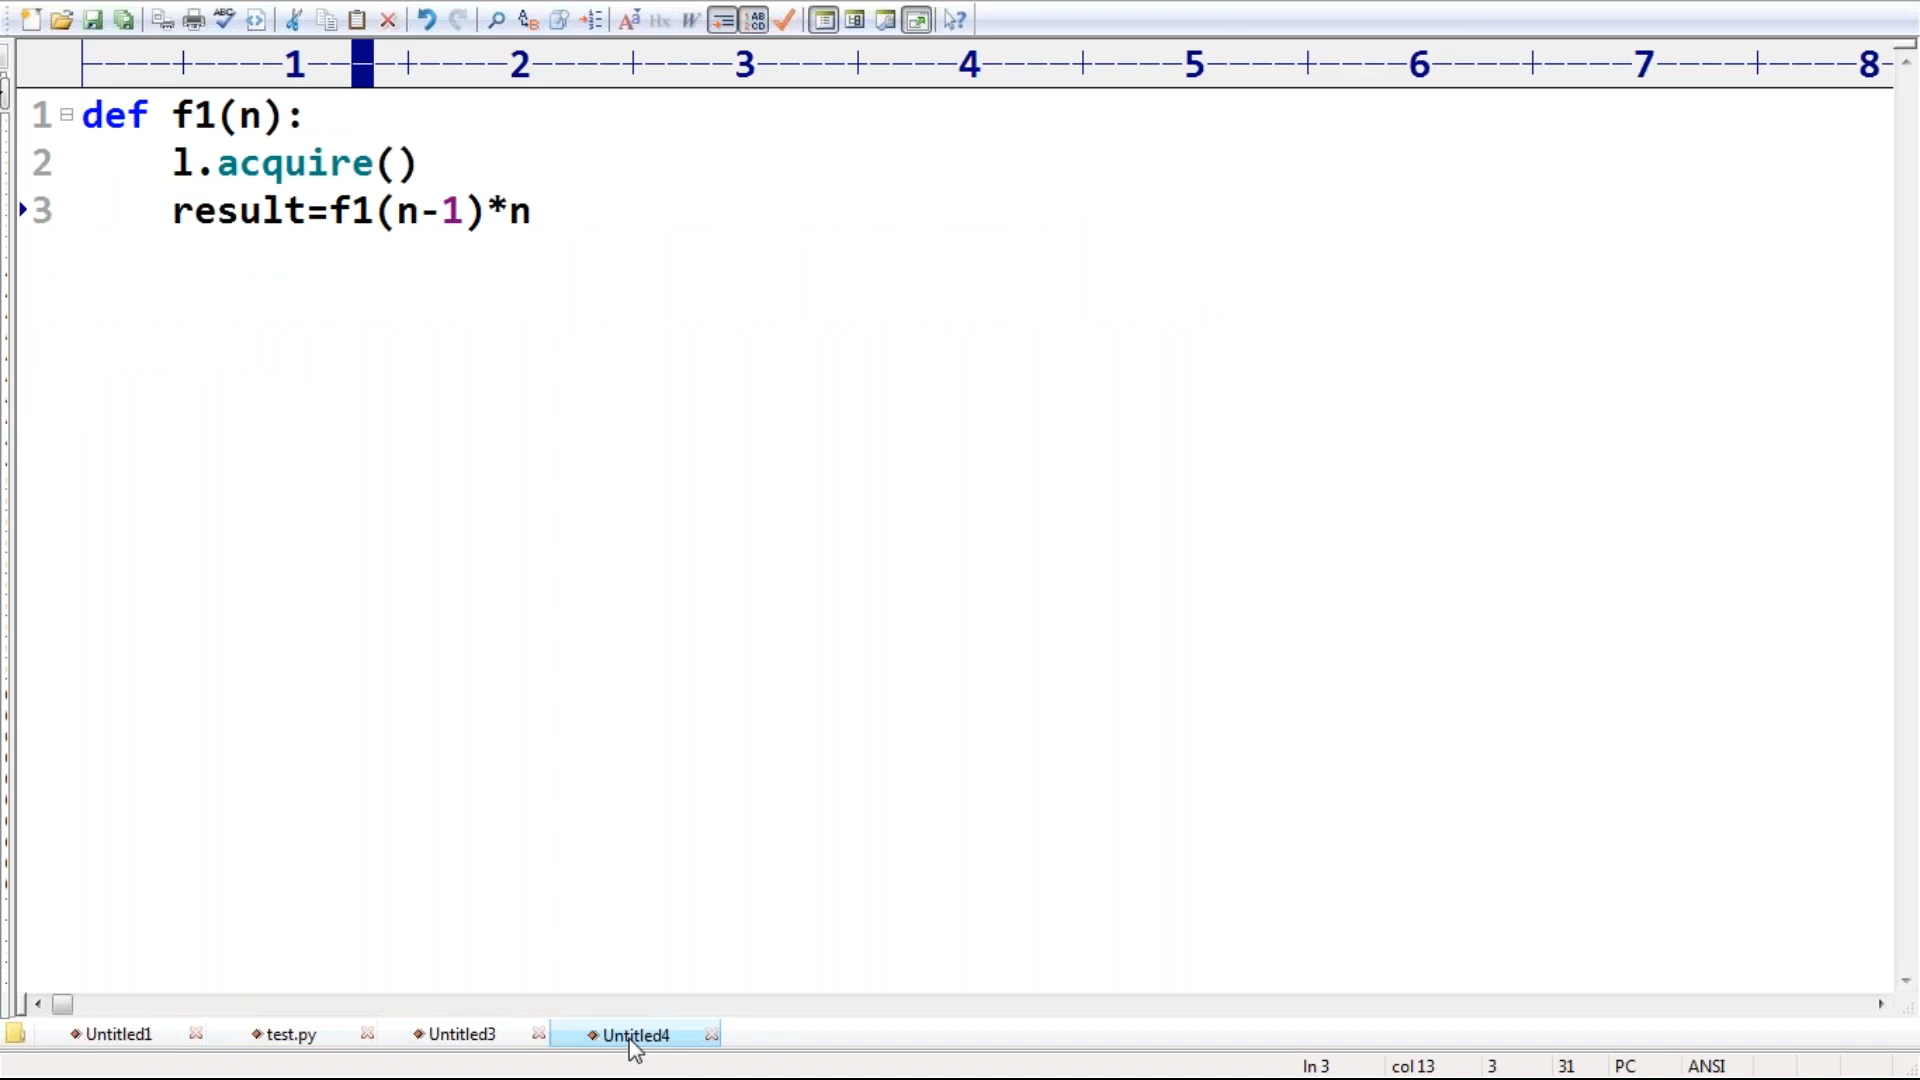 1 2 3 4 5 6 7 8
1 def f1(n):
2 l.acquire()
3 result=f1(n-1)*n
Untitled1 test.py Untitled3 Untitled4
ln 3 col 13 3 31 PC ANSI